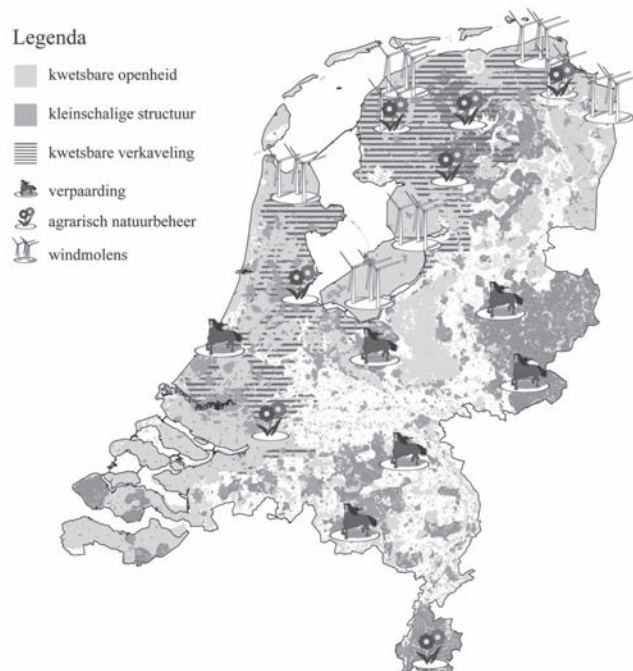 Legenda
kwetsbare openheid
kleinschalige structuur
kwetsbare verkaveling
verpaarding
agrarisch natuurbeheer
windmolens